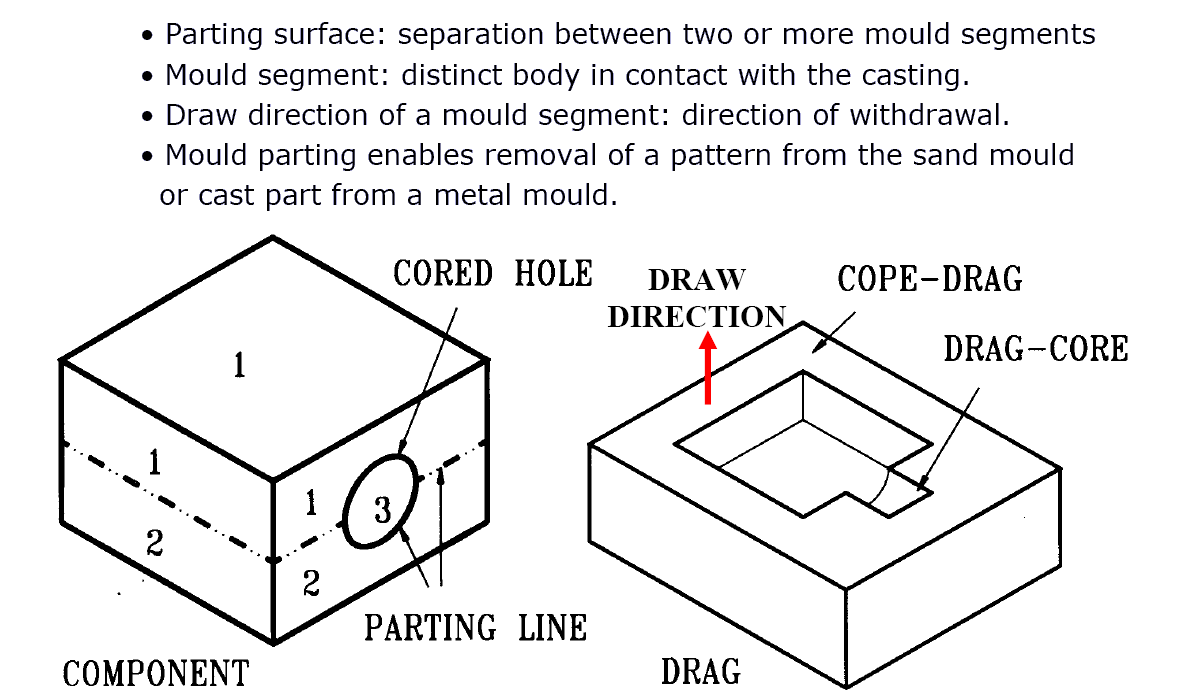 • Parting surface: separation between two or more mould segments
• Mould segment: distinct body in contact with the casting.
• Draw direction of a mould segment: direction of withdrawal.
• Mould parting enables removal of a pattern from the sand mould
or cast part from a metal mould.
CORED HOLE
DRAW
DIRECTION
COPE-DRAG
DRAG-CORE
1
1
1
3
2
2
PARTING LINE
COMPONENT
DRAG